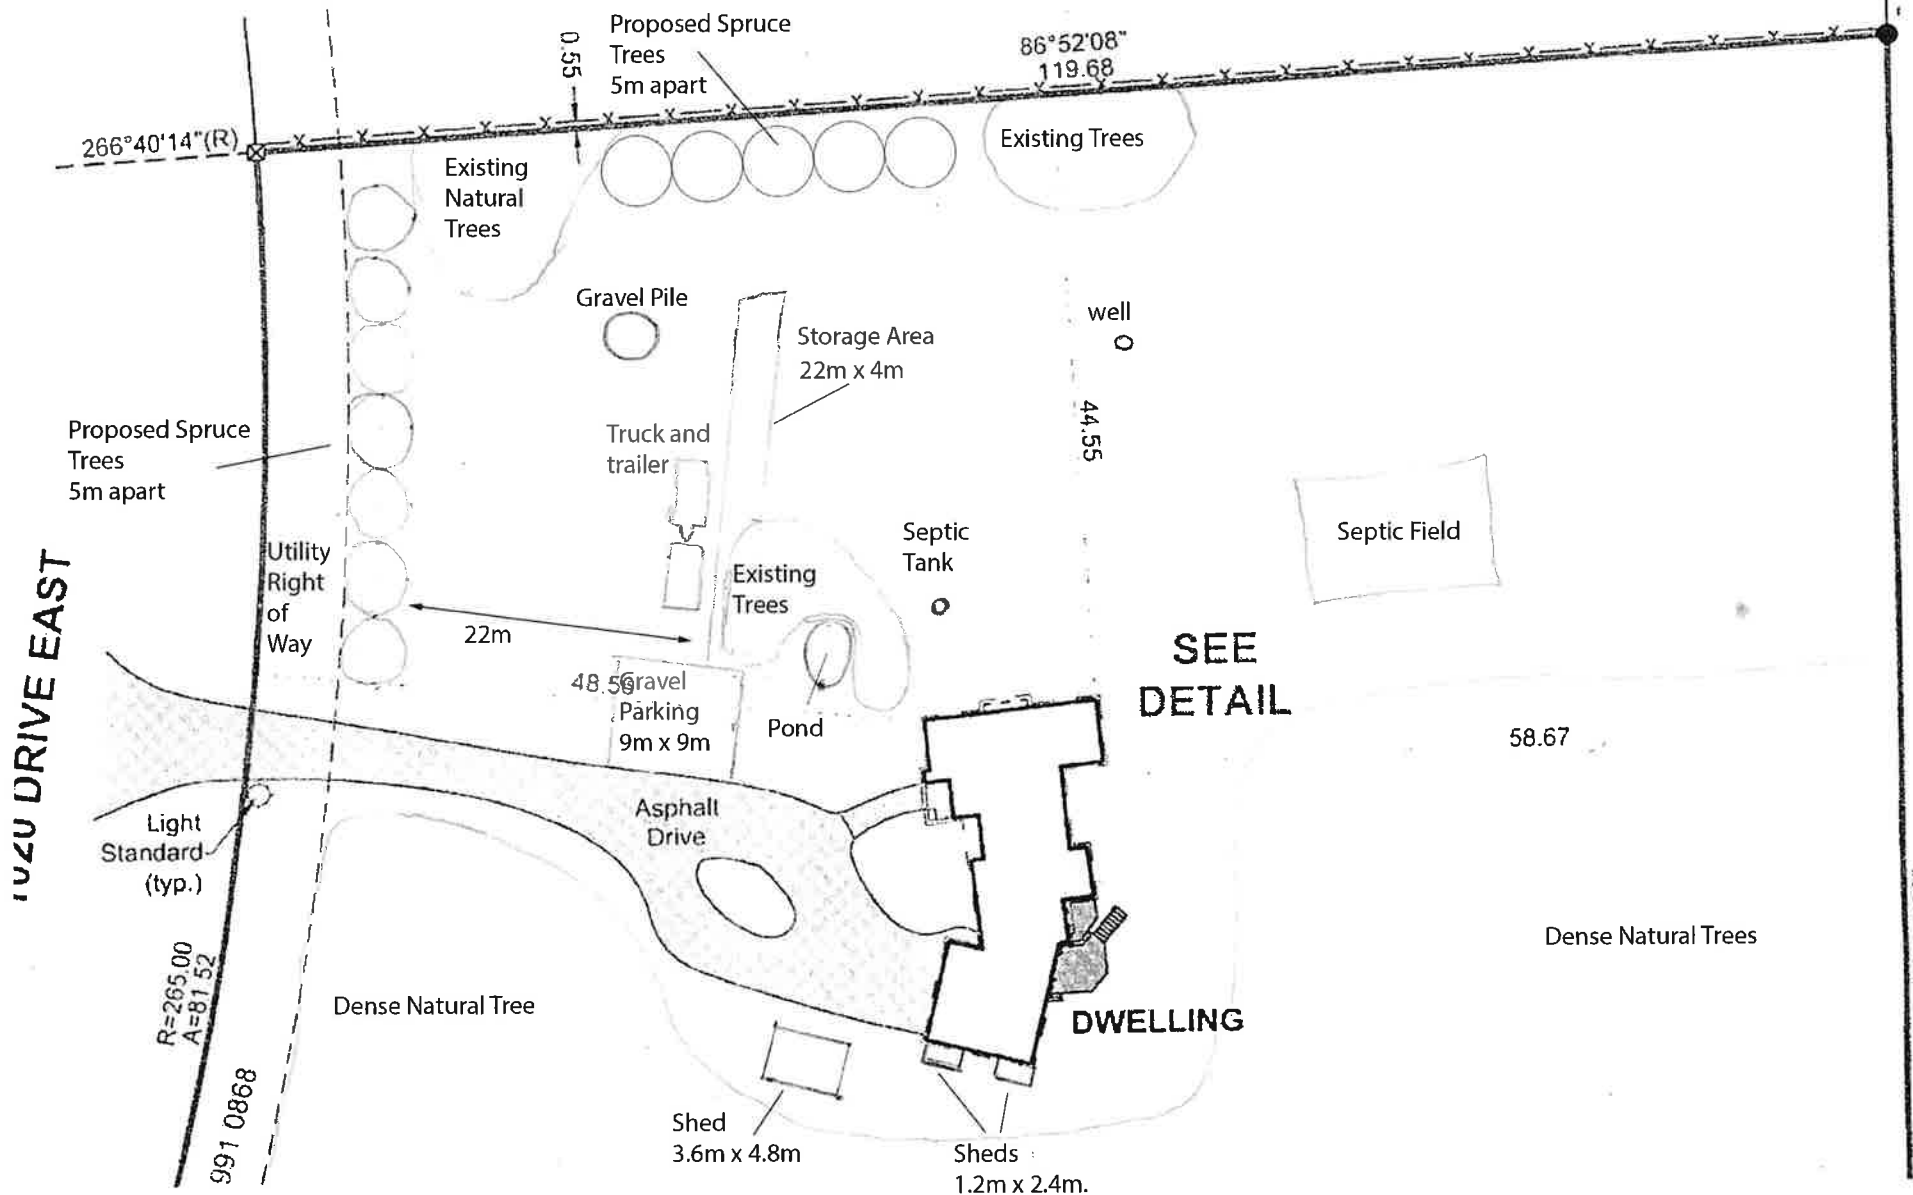 Proposed Spruce
Trees
5m apart
0.55
86°52'08"
119.68
266°40'14"(R)
Existing
Natural
Trees
Existing Trees
Gravel Pile
Storage Area
22m x 4m
well
44.55
Proposed Spruce
Trees
5m apart
Truck and
trailer
Septic Field
Septic
Tank
Utility
Right
of
Way
Existing
Trees
22m
DRIVE EAST
SEE
DETAIL
Gravel
Parking
9m x 9m
Pond
58.67
Asphalt
Drive
Light
Standard
(typ.)
Dense Natural Trees
R=265.00
A=81.52
Dense Natural Tree
DWELLING
991 0868
Shed
3.6m x 4.8m
Sheds
1.2m x 2.4m.